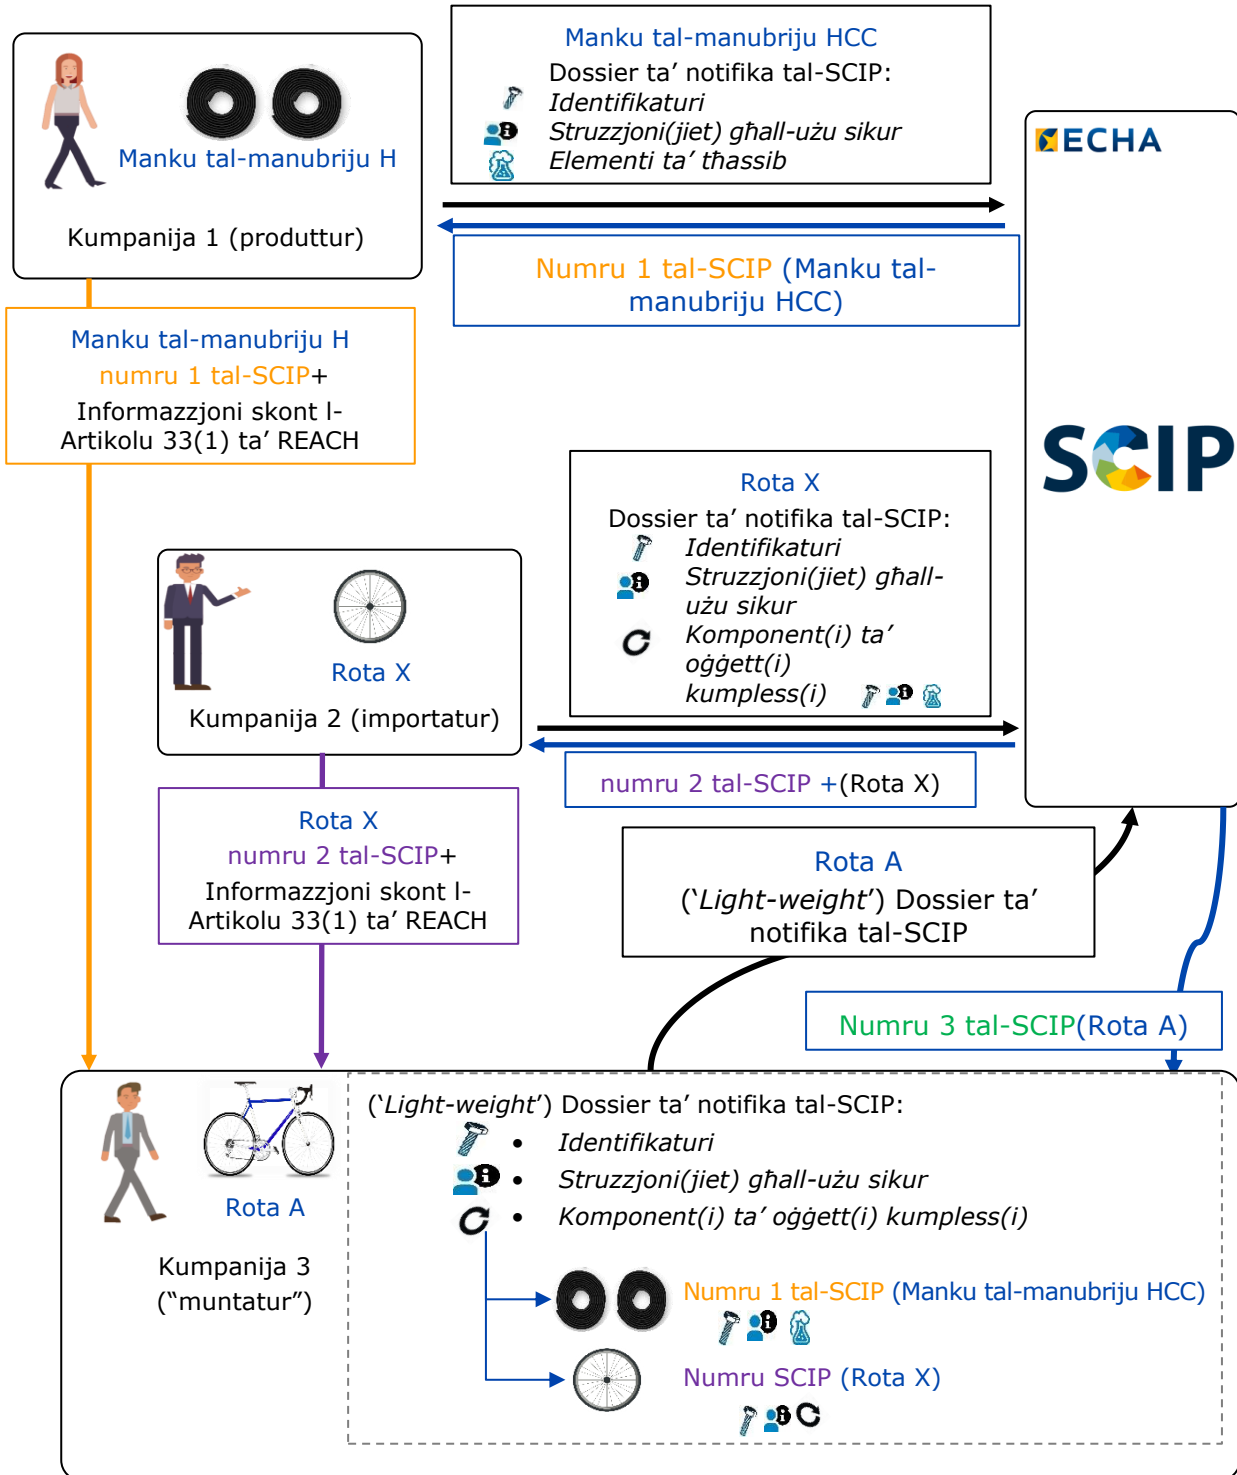 Manku tal-manubriju HCC
Dossier ta’ notifika tal-SCIP:
Identifikaturi
Struzzjoni(jiet) għall-użu sikur
Elementi ta’ tħassib
Manku tal-manubriju H
Kumpanija 1 (produttur)
ECHA
Numru 1 tal-SCIP (Manku tal-
manubriju HCC)
Manku tal-manubriju H
numru 1 tal-SCIP+
Informazzjoni skont l-
Artikolu 33(1) ta’ REACH
SCIP
Rota X
Dossier ta’ notifika tal-SCIP:
Identifikaturi
Struzzjoni(jiet) għall-
użu sikur
Komponent(i) ta’
oġġett(i)
kumpless(i)
Rota X
Kumpanija 2 (importatur)
numru 2 tal-SCIP +(Rota X)
Rota X
numru 2 tal-SCIP+
Informazzjoni skont l-
Artikolu 33(1) ta’ REACH
Rota A
(‘Light-weight’) Dossier ta’
notifika tal-SCIP
Numru 3 tal-SCIP(Rota A)
(‘Light-weight’) Dossier ta’ notifika tal-SCIP:
• Identifikaturi
• Struzzjoni(jiet) għall-użu sikur
• Komponent(i) ta’ oġġett(i) kumpless(i)
Rota A
Kumpanija 3
(“muntatur”)
Numru 1 tal-SCIP (Manku tal-manubriju HCC)
Numru SCIP (Rota X)